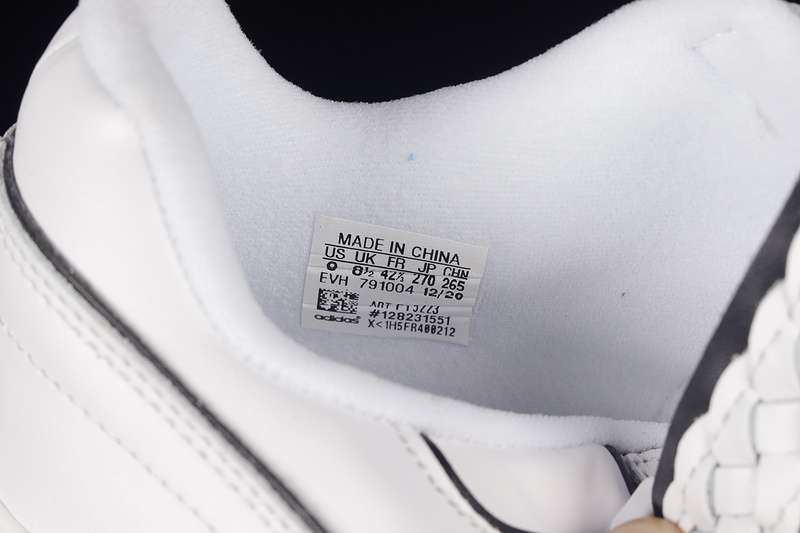 MADE IN CHINA
US UK FR JP CHN
8½ 42⅔ 270 265
EVH 791004 12/20
ART
#128231551
adidas X<1H5FR400212